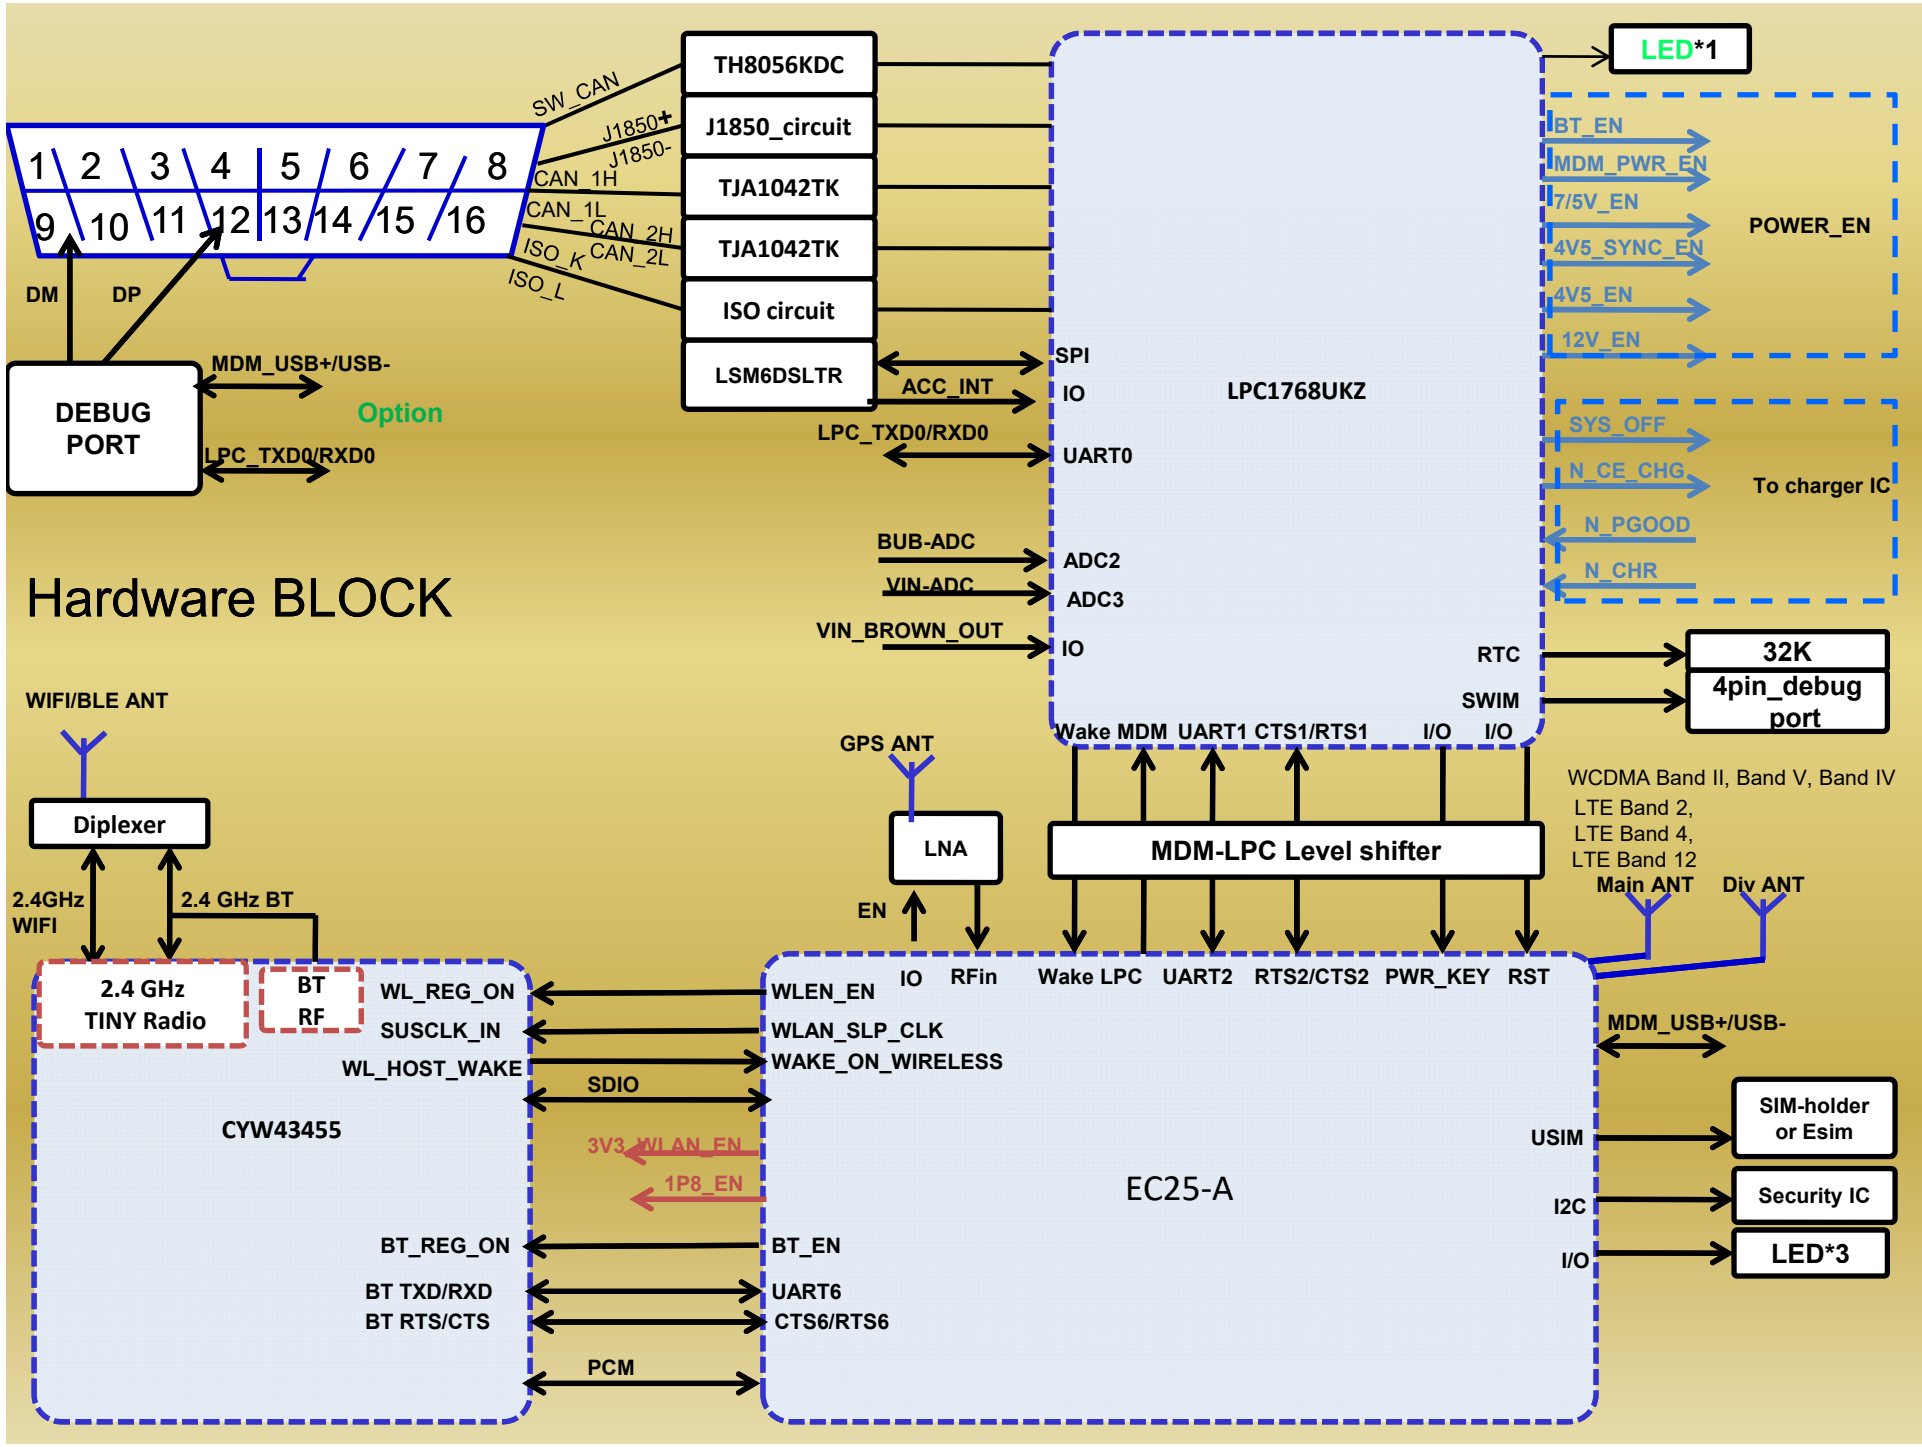 TH8056KDC
LED*1
SW_CAN
J1850+
J1850_circuit
J1850-
BT_EN
MDM_PWR_EN
1 2 3 4 5 6 7 8
CAN_1H
TJA1042TK
7/5V_EN
9 10 11 12 13 14 15 16
CAN_1L
POWER_EN
CAN_2H
TJA1042TK
4V5_SYNC_EN
ISO_K
CAN_2L
ISO_L
DM
DP
4V5_EN
ISO circuit
12V_EN
MDM_USB+/USB-
SPI
LSM6DSLTR
ACC_INT
IO
LPC1768UKZ
DEBUG
PORT
Option
SYS_OFF
LPC_TXD0/RXD0
LPC_TXD0/RXD0
UART0
N_CE_CHG
To charger IC
N_PGOOD
BUB-ADC
ADC2
N_CHR
VIN-ADC
ADC3
Hardware BLOCK
VIN_BROWN_OUT
IO
RTC
32K
SWIM
4pin_debug
port
WIFI/BLE ANT
Wake MDM UART1 CTS1/RTS1 I/O I/O
GPS ANT
WCDMA Band II, Band V, Band IV
LTE Band 2,
LTE Band 4,
LTE Band 12
Diplexer
LNA
MDM-LPC Level shifter
Main ANT
Div ANT
2.4GHz
WIFI
2.4 GHz BT
EN
2.4 GHz
TINY Radio
BT
RF
WL_REG_ON
WLEN_EN
IO RFin Wake LPC UART2 RTS2/CTS2 PWR_KEY RST
SUSCLK_IN
WLAN_SLP_CLK
MDM_USB+/USB-
WL_HOST_WAKE
WAKE_ON_WIRELESS
SDIO
CYW43455
SIM-holder
or Esim
USIM
3V3_WLAN_EN
1P8_EN
EC25-A
Security IC
I2C
BT_REG_ON
BT_EN
LED*3
I/O
BT TXD/RXD
UART6
BT RTS/CTS
CTS6/RTS6
PCM